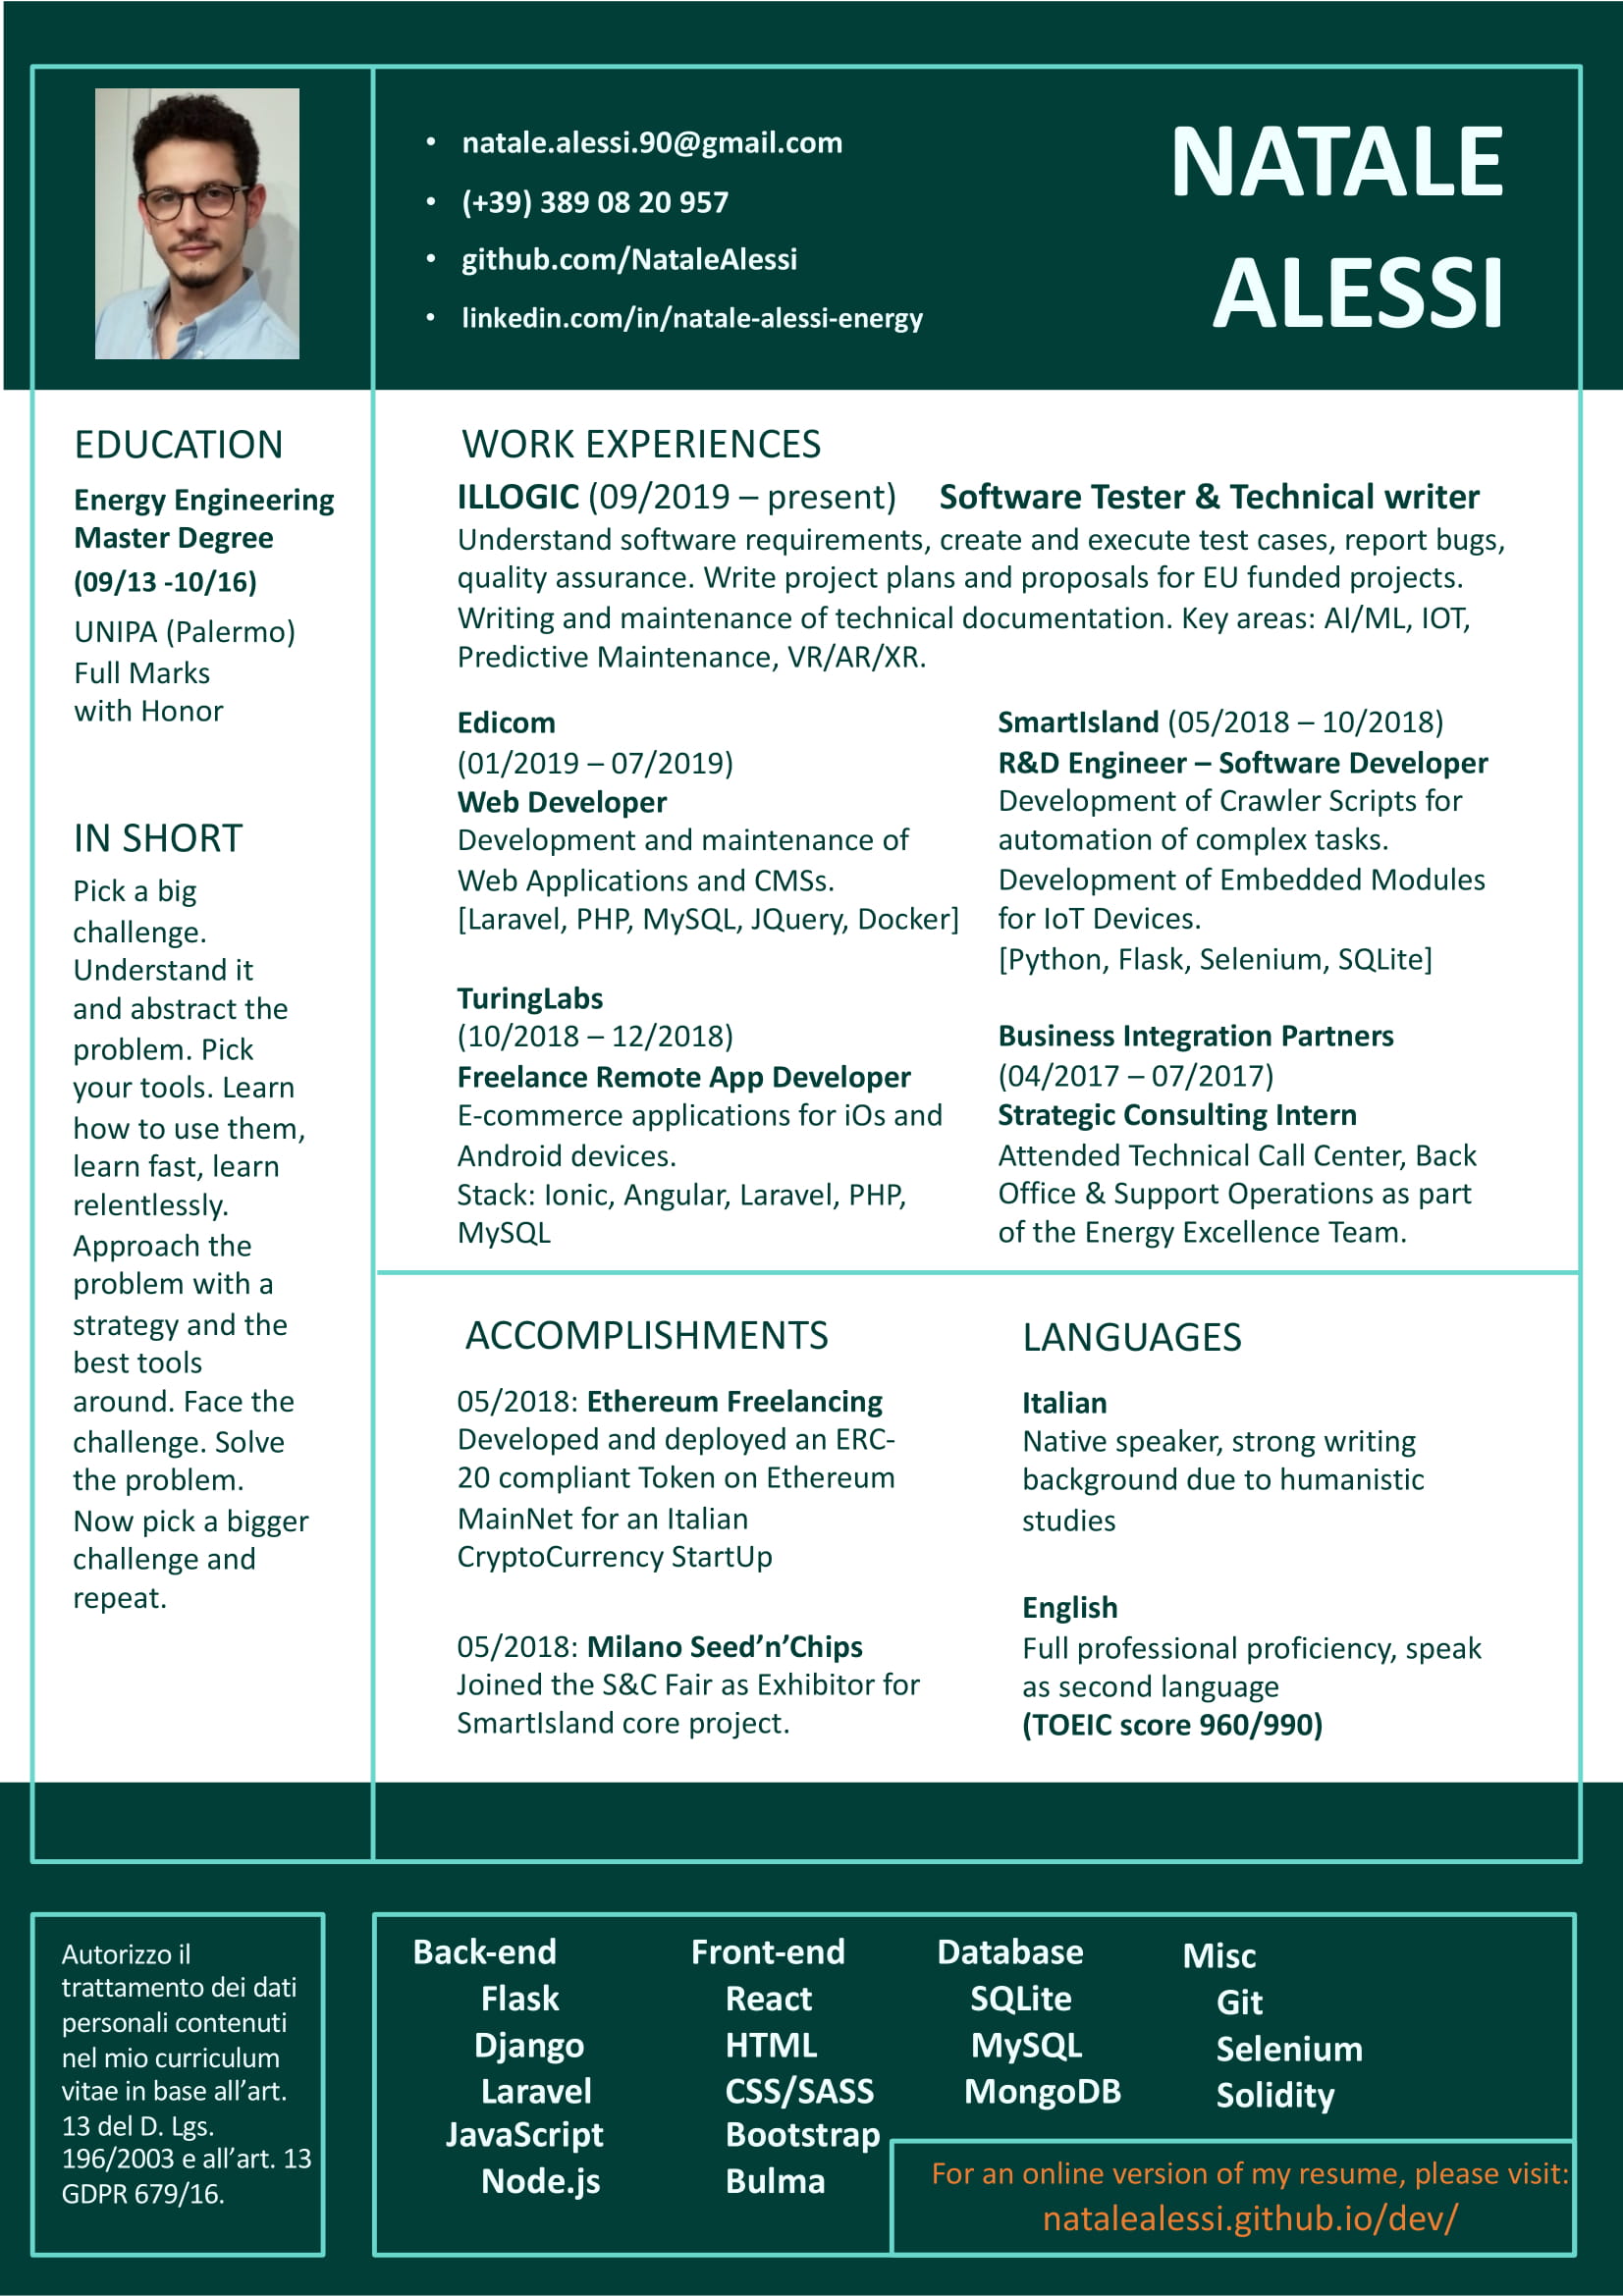 • natale.alessi.90@gmail.com
• (+39) 389 08 20 957
• github.com/NataleAlessi
• linkedin.com/in/natale-alessi-energy
NATALE
ALESSI
EDUCATION
Energy Engineering
Master Degree
(09/13 -10/16)
UNIPA (Palermo)
Full Marks
with Honor
IN SHORT
Pick a big
challenge.
Understand it
and abstract the
problem. Pick
your tools. Learn
how to use them,
learn fast, learn
relentlessly.
Approach the
problem with a
strategy and the
best tools
around. Face the
challenge. Solve
the problem.
Now pick a bigger
challenge and
repeat.
WORK EXPERIENCES
ILLOGIC (09/2019 – present) Software Tester & Technical writer
Understand software requirements, create and execute test cases, report bugs,
quality assurance. Write project plans and proposals for EU funded projects.
Writing and maintenance of technical documentation. Key areas: AI/ML, IOT,
Predictive Maintenance, VR/AR/XR.
Edicom
(01/2019 – 07/2019)
Web Developer
Development and maintenance of
Web Applications and CMSs.
[Laravel, PHP, MySQL, JQuery, Docker]
TuringLabs
(10/2018 – 12/2018)
Freelance Remote App Developer
E-commerce applications for iOs and
Android devices.
Stack: Ionic, Angular, Laravel, PHP,
MySQL
SmartIsland (05/2018 – 10/2018)
R&D Engineer – Software Developer
Development of Crawler Scripts for
automation of complex tasks.
Development of Embedded Modules
for IoT Devices.
[Python, Flask, Selenium, SQLite]
Business Integration Partners
(04/2017 – 07/2017)
Strategic Consulting Intern
Attended Technical Call Center, Back
Office & Support Operations as part
of the Energy Excellence Team.
ACCOMPLISHMENTS
05/2018: Ethereum Freelancing
Developed and deployed an ERC-
20 compliant Token on Ethereum
MainNet for an Italian
CryptoCurrency StartUp
05/2018: Milano Seed’n’Chips
Joined the S&C Fair as Exhibitor for
SmartIsland core project.
LANGUAGES
Italian
Native speaker, strong writing
background due to humanistic
studies
English
Full professional proficiency, speak
as second language
(TOEIC score 960/990)
Autorizzo il
trattamento dei dati
personali contenuti
nel mio curriculum
vitae in base all’art.
13 del D. Lgs.
196/2003 e all’art. 13
GDPR 679/16.
Back-end
Flask
Django
Laravel
JavaScript
Node.js
Front-end
React
HTML
CSS/SASS
Bootstrap
Bulma
Database
SQLite
MySQL
MongoDB
Misc
Git
Selenium
Solidity
For an online version of my resume, please visit:
natalealessi.github.io/dev/